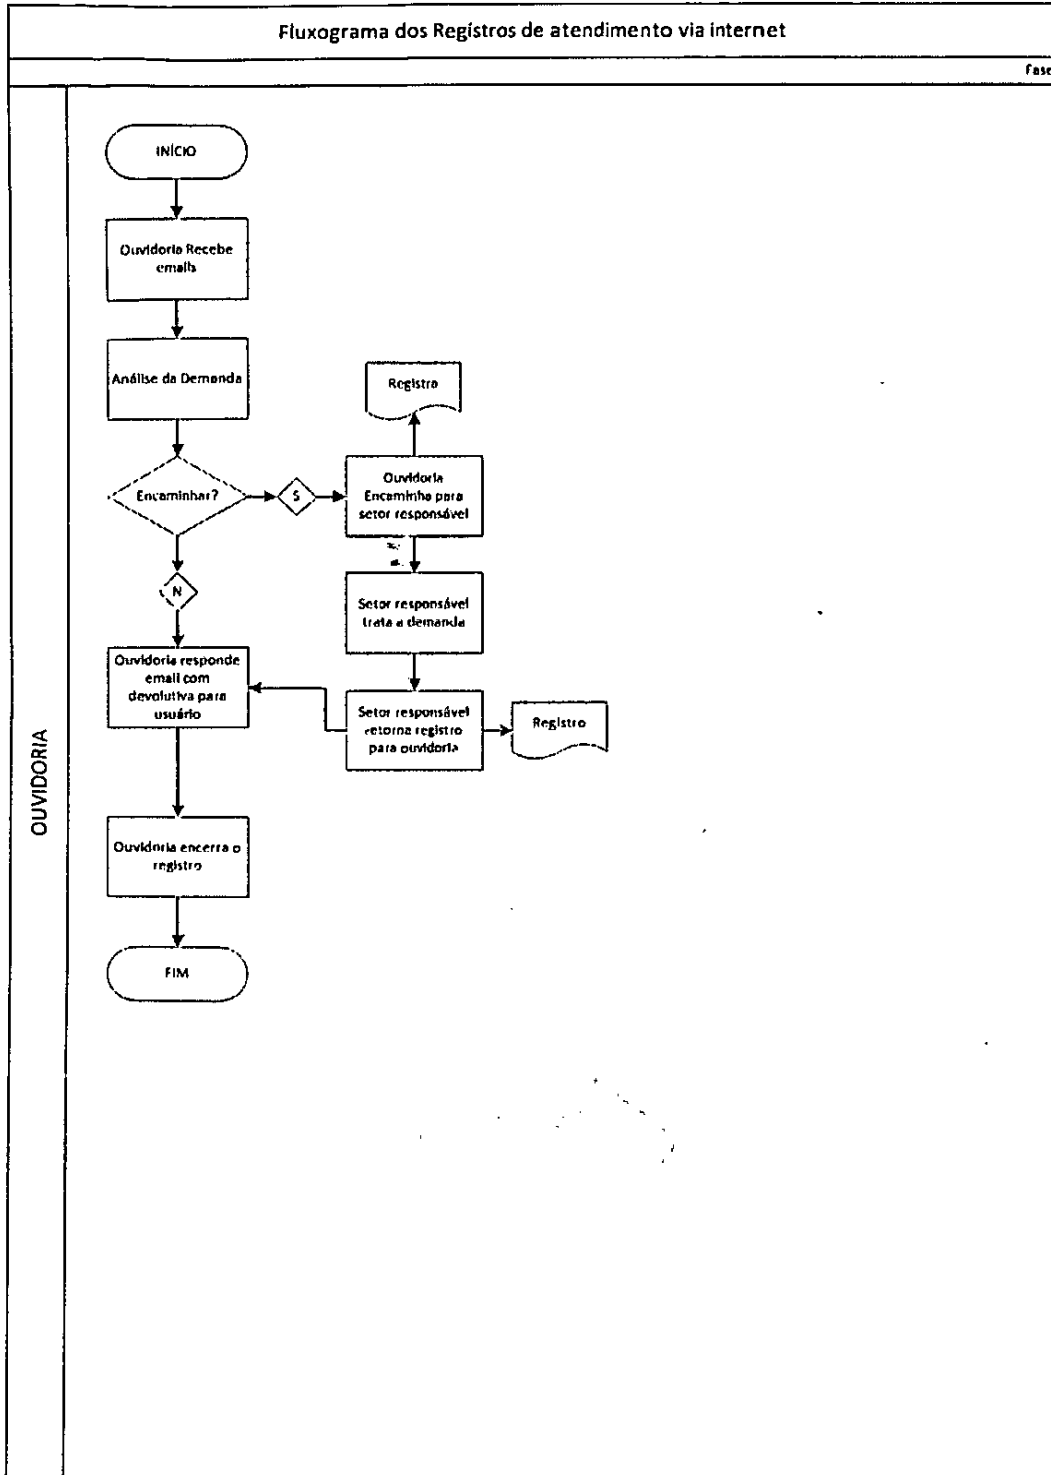 Fluxograma dos Registros de atendimento via internet
Fase
INÍCIO
Ouvidoria Recebe
emails
Análise da Demanda
Registro
Encaminhar?
S
Ouvidoria
Encaminha para
setor responsável
N
Setor responsável
trata a demanda
Ouvidoria responde
email com
devolutiva para
usuário
Setor responsável
retorna registro
para ouvidoria
Registro
OUVIDORIA
Ouvidoria encerra o
registro
FIM